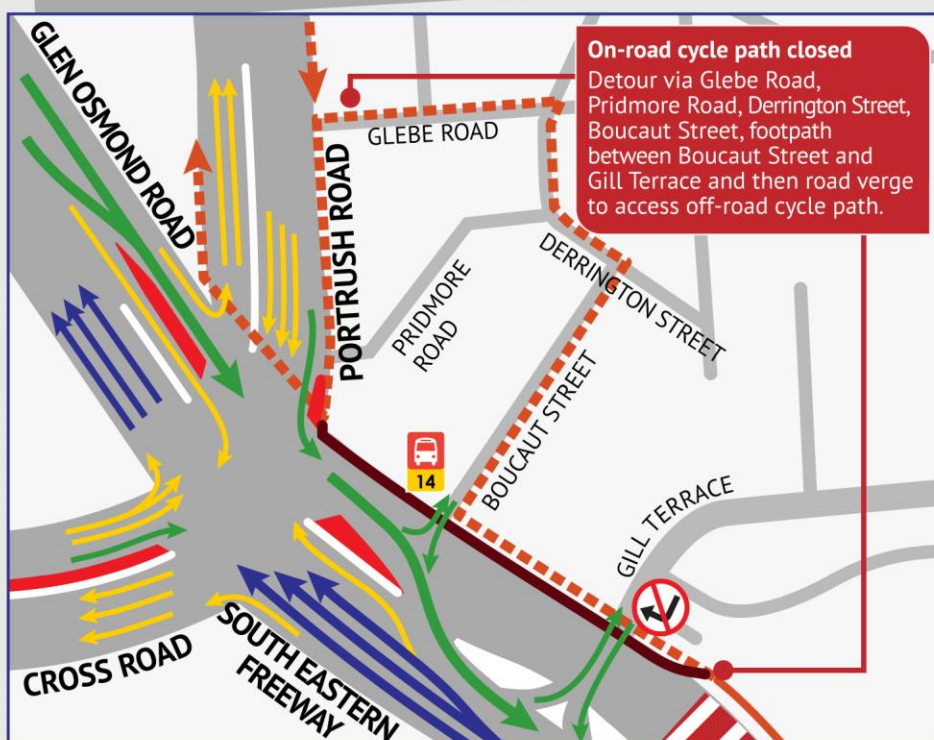 GLEN OSMOND ROAD
On-road cycle path closed
Detour via Glebe Road,
Pridmore Road, Derrington Street,
Boucaut Street, footpath
between Boucaut Street and
Gill Terrace and then road verge
to access off-road cycle path.
GLEBE ROAD
PORTRUSH ROAD
PRIDMORE
ROAD
DERRINGTON STREET
BOUCAUT STREET
14
GILL TERRACE
CROSS ROAD
SOUTH EASTERN
FREEWAY